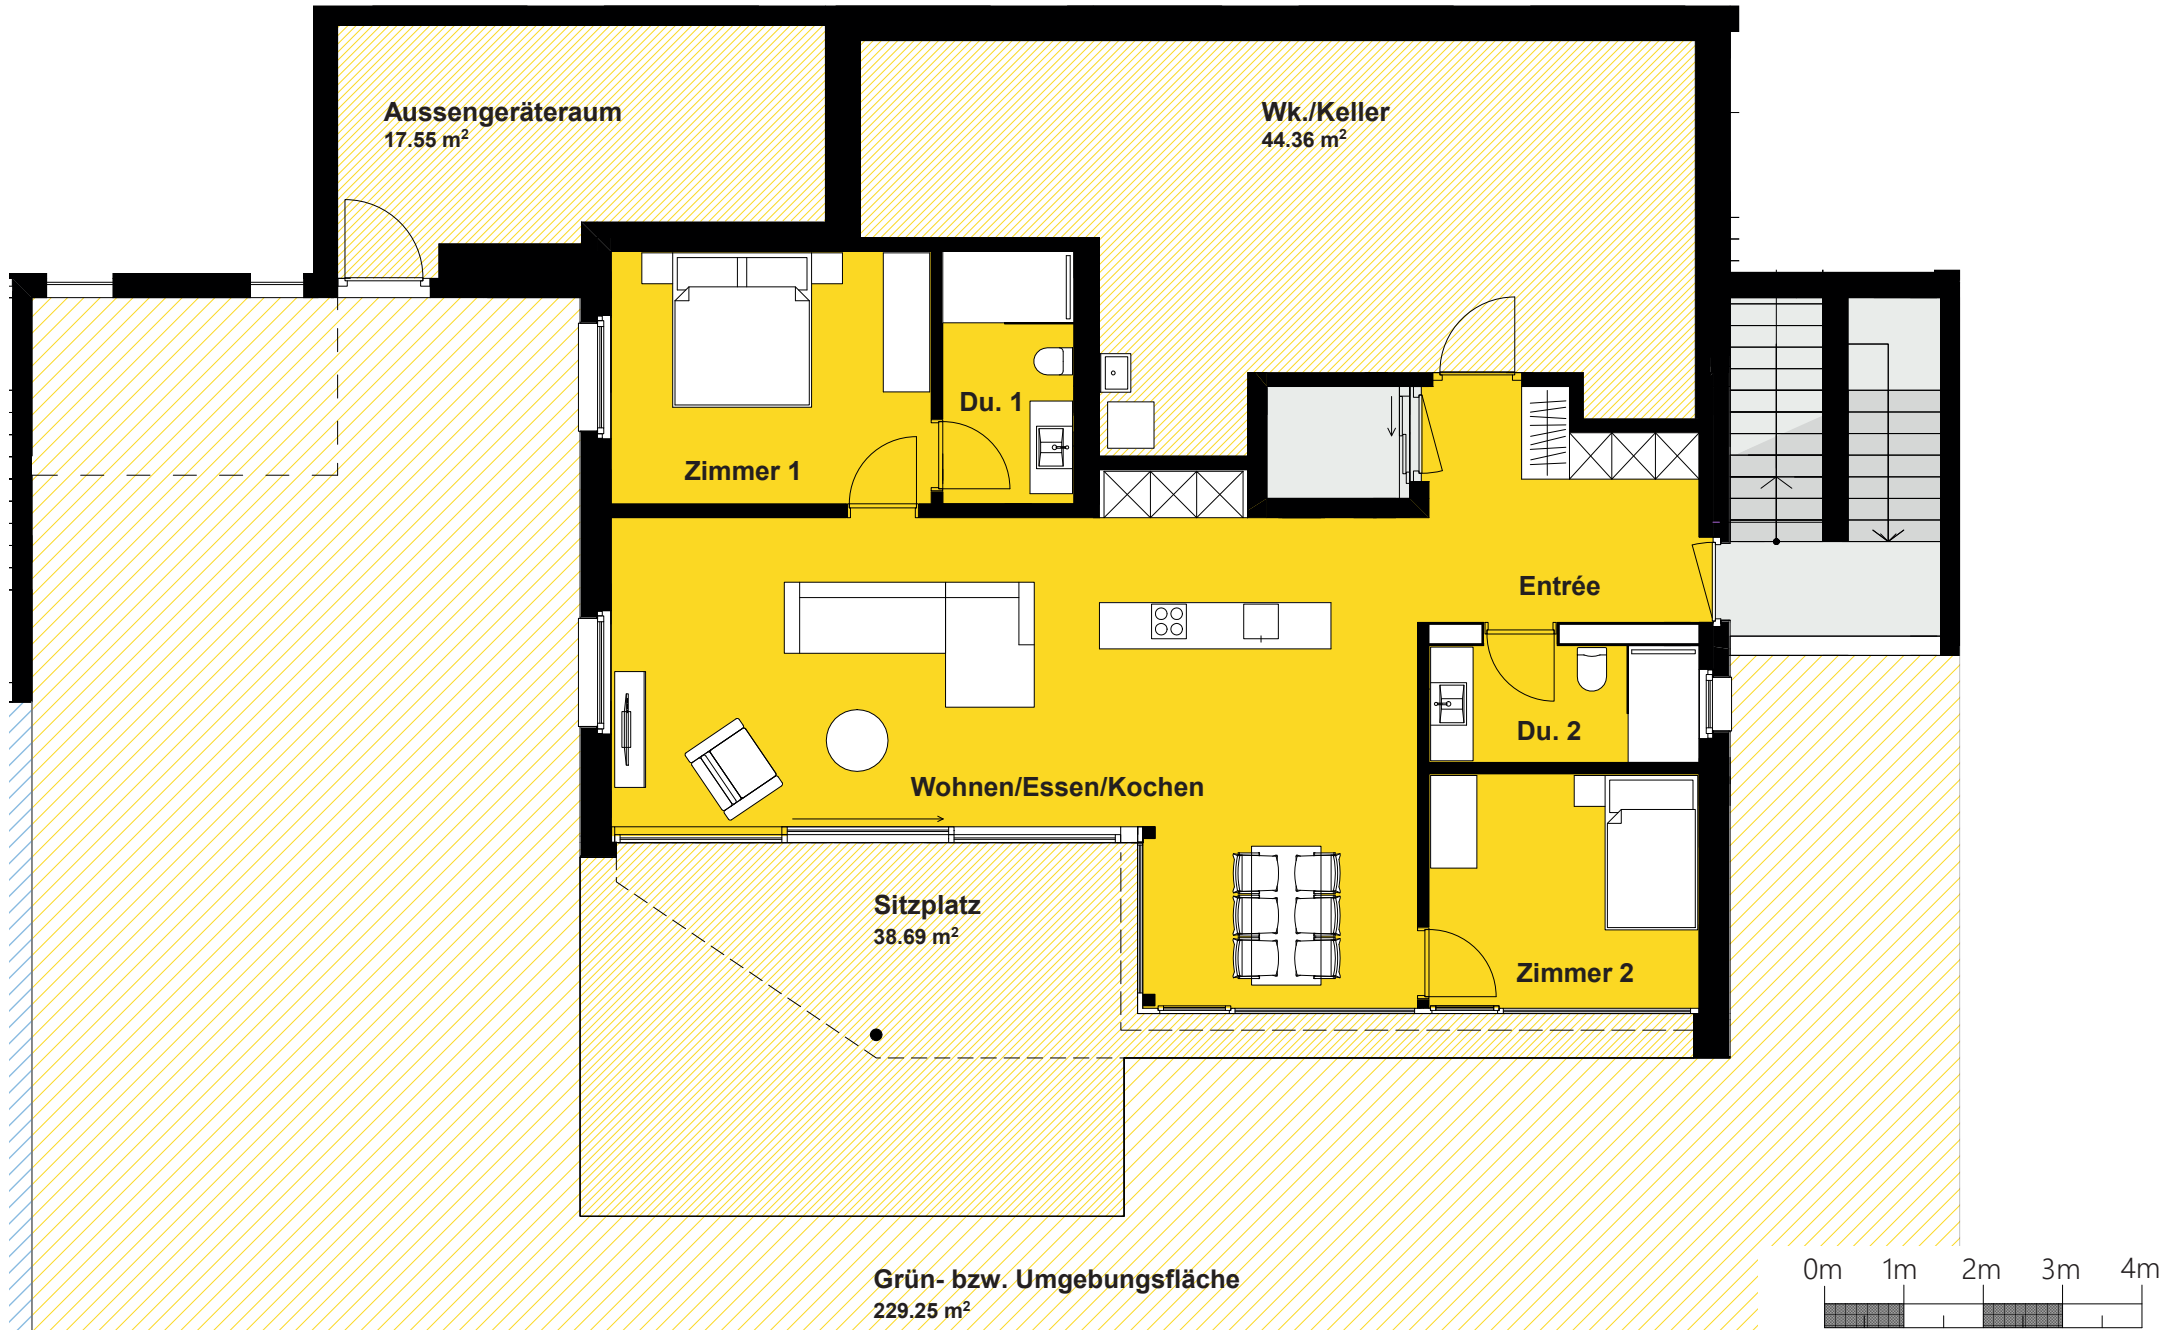 Aussengeräteraum
17.55 m²
Wk./Keller
44.36 m²
Du. 1
Zimmer 1
Entrée
Du. 2
Wohnen/Essen/Kochen
Sitzplatz
38.69 m²
Zimmer 2
Grün- bzw. Umgebungsfläche
229.25 m²
0m 1m 2m 3m 4m